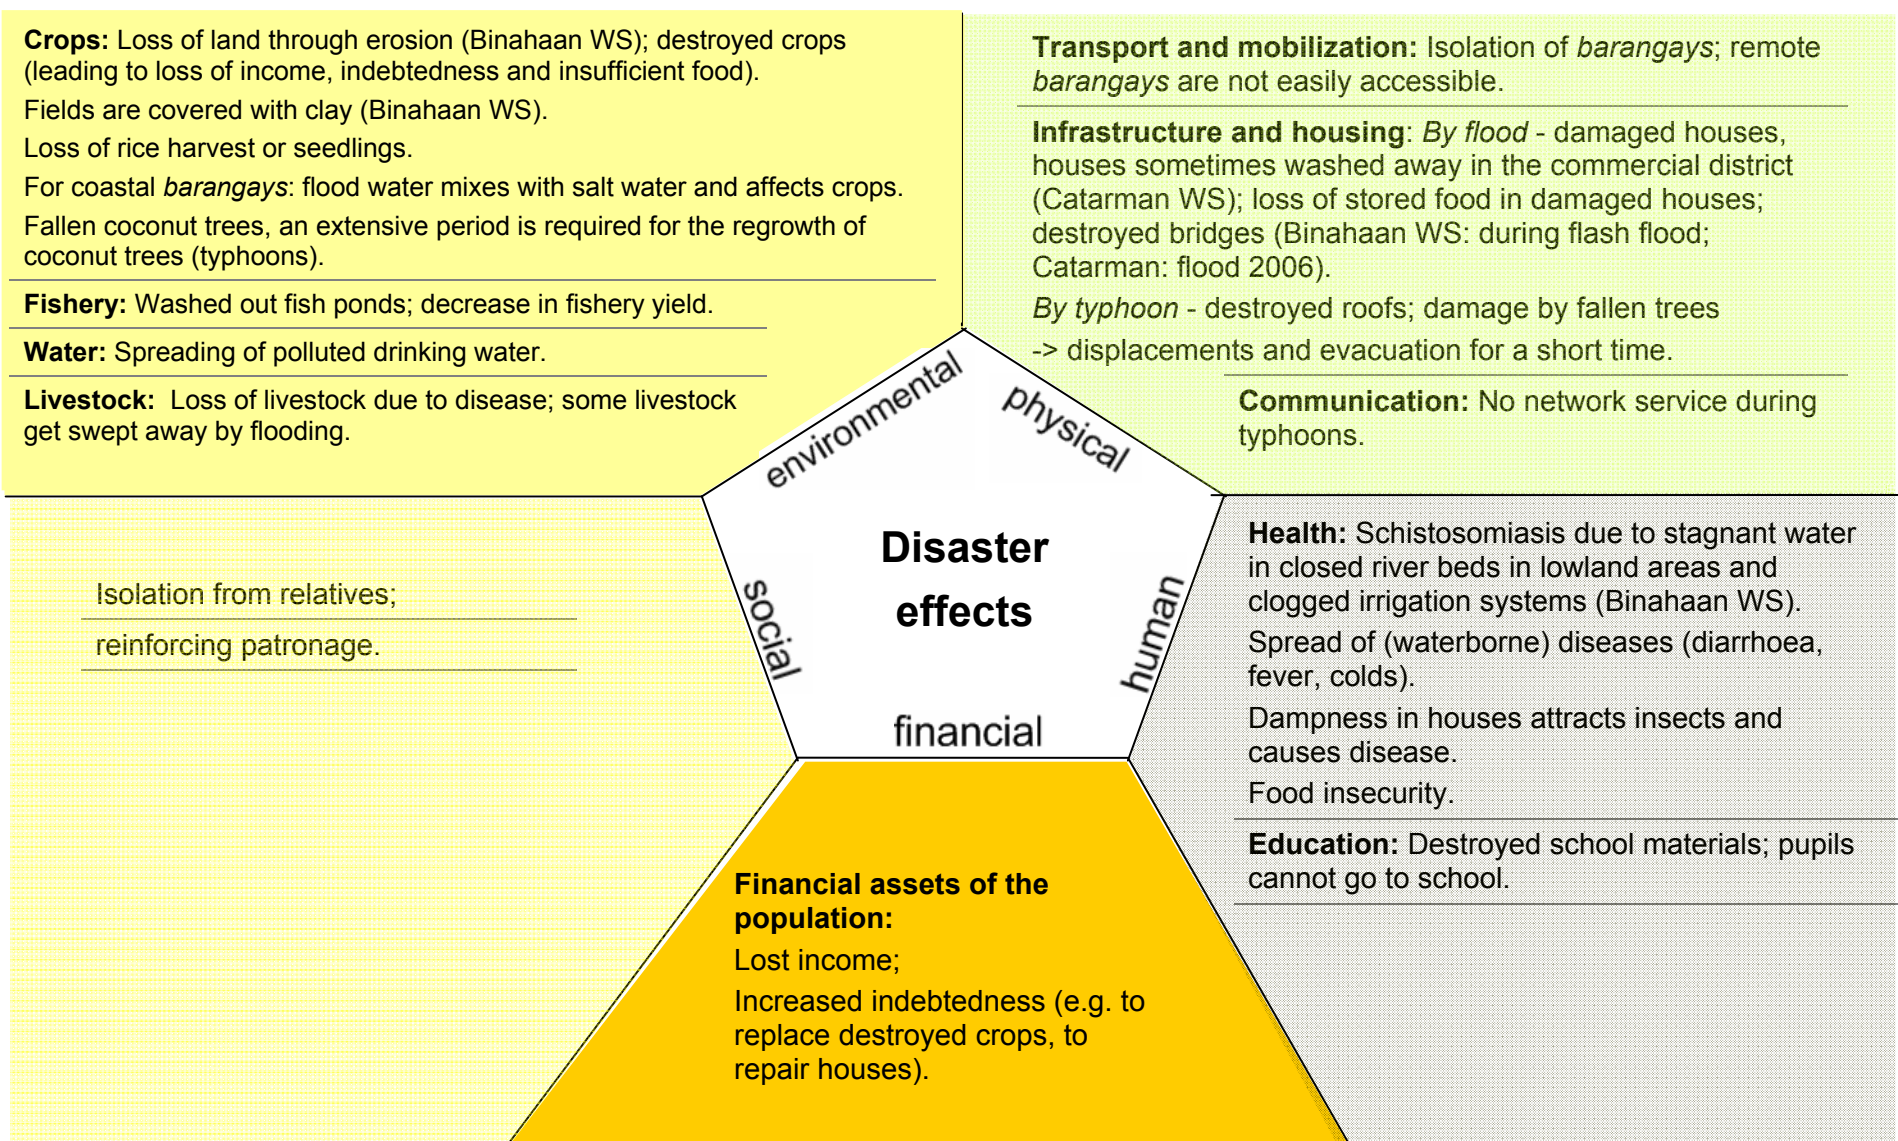 Crops: Loss of land through erosion (Binahaan WS); destroyed crops
(leading to loss of income, indebtedness and insufficient food).
Fields are covered with clay (Binahaan WS).
Loss of rice harvest or seedlings.
For coastal barangays: flood water mixes with salt water and affects crops.
Fallen coconut trees, an extensive period is required for the regrowth of
coconut trees (typhoons).
Fishery: Washed out fish ponds; decrease in fishery yield.
Water: Spreading of polluted drinking water.
Livestock: Loss of livestock due to disease; some livestock
get swept away by flooding.
Transport and mobilization: Isolation of barangays; remote
barangays are not easily accessible.
Infrastructure and housing: By flood - damaged houses,
houses sometimes washed away in the commercial district
(Catarman WS); loss of stored food in damaged houses;
destroyed bridges (Binahaan WS: during flash flood;
Catarman: flood 2006).
By typhoon - destroyed roofs; damage by fallen trees
-> displacements and evacuation for a short time.
Communication: No network service during
typhoons.
environmental
physical
Disaster
effects
social
human
financial
Isolation from relatives;
reinforcing patronage.
Health: Schistosomiasis due to stagnant water
in closed river beds in lowland areas and
clogged irrigation systems (Binahaan WS).
Spread of (waterborne) diseases (diarrhoea,
fever, colds).
Dampness in houses attracts insects and
causes disease.
Food insecurity.
Education: Destroyed school materials; pupils
cannot go to school.
Financial assets of the
population:
Lost income;
Increased indebtedness (e.g. to
replace destroyed crops, to
repair houses).